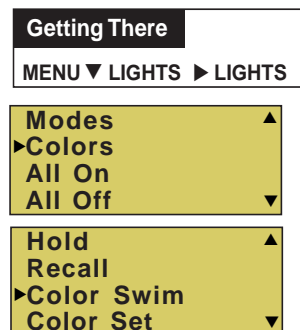 Getting There
MENU ▼ LIGHTS ▶ LIGHTS
Modes ▲
▶Colors
All On
All Off ▼
Hold ▲
Recall
▶Color Swim
Color Set ▼